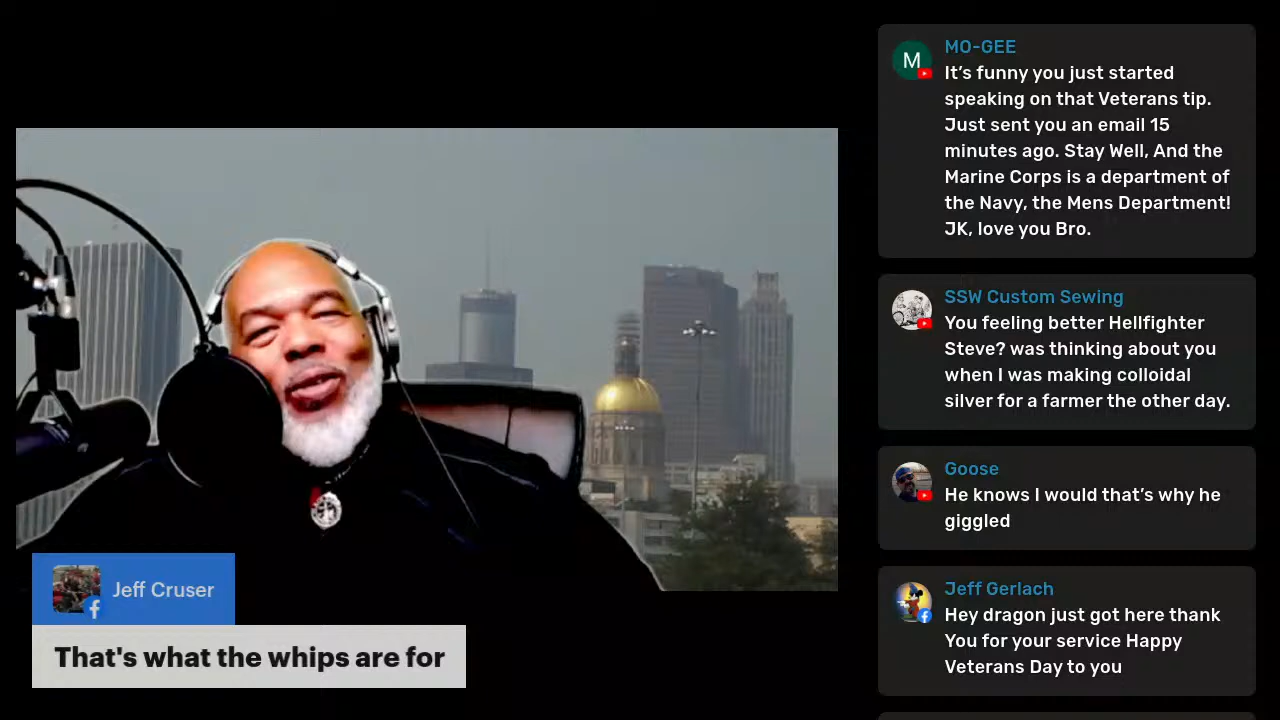 MO-GEE
It’s funny you just started
speaking on that Veterans tip.
Just sent you an email 15
minutes ago. Stay Well, And the
Marine Corps is a department of
the Navy, the Mens Department!
JK, love you Bro.
SSW Custom Sewing
You feeling better Hellfighter
Steve? was thinking about you
when I was making colloidal
silver for a farmer the other day.
Goose
He knows I would that’s why he
giggled
Jeff Gerlach
Hey dragon just got here thank
You for your service Happy
Veterans Day to you
Jeff Cruser
That's what the whips are for
M